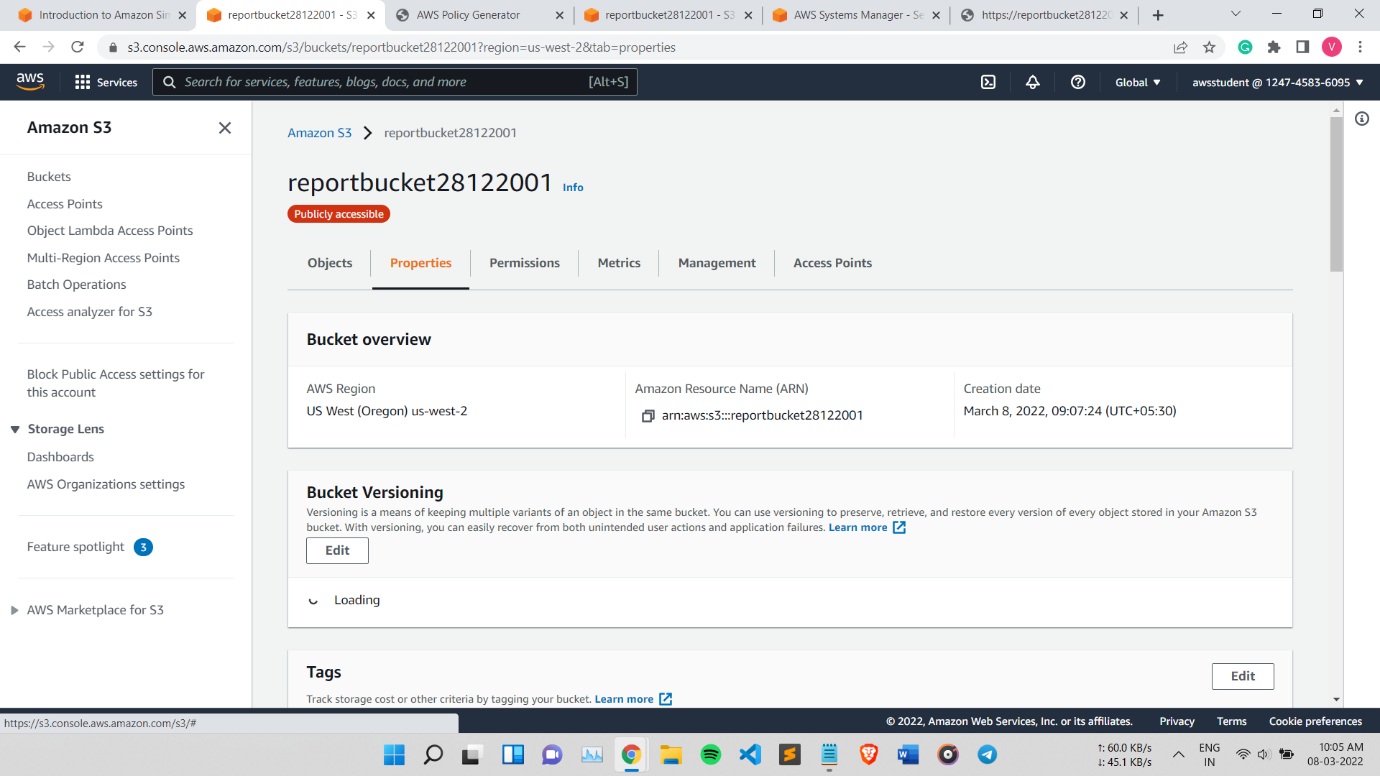 Introduction to Amazon Sim
reportbucket28122001 - S3
AWS Policy Generator
reportbucket28122001 - S3
AWS Systems Manager - Se
https://reportbucket281220
s3.console.aws.amazon.com/s3/buckets/reportbucket28122001?region=us-west-2&tab=properties
V
aws
Services
Search for services, features, blogs, docs, and more
[Alt+S]
Global
awsstudent @ 1247-4583-6095
Amazon S3
Buckets
Access Points
Object Lambda Access Points
Multi-Region Access Points
Batch Operations
Access analyzer for S3
Block Public Access settings for
this account
Storage Lens
Dashboards
AWS Organizations settings
Feature spotlight 3
AWS Marketplace for S3
Amazon S3 > reportbucket28122001
reportbucket28122001 Info
Publicly accessible
Objects
Properties
Permissions
Metrics
Management
Access Points
Bucket overview
AWS Region
US West (Oregon) us-west-2
Amazon Resource Name (ARN)
arn:aws:s3:::reportbucket28122001
Creation date
March 8, 2022, 09:07:24 (UTC+05:30)
Bucket Versioning
Versioning is a means of keeping multiple variants of an object in the same bucket. You can use versioning to preserve, retrieve, and restore every version of every object stored in your Amazon S3
bucket. With versioning, you can easily recover from both unintended user actions and application failures. Learn more
Edit
Loading
Tags
Edit
Track storage cost or other criteria by tagging your bucket. Learn more
https://s3.console.aws.amazon.com/s3/#
© 2022, Amazon Web Services, Inc. or its affiliates.
Privacy
Terms
Cookie preferences
↑: 60.0 KB/s
↓: 45.1 KB/s
ENG
IN
10:05 AM
08-03-2022